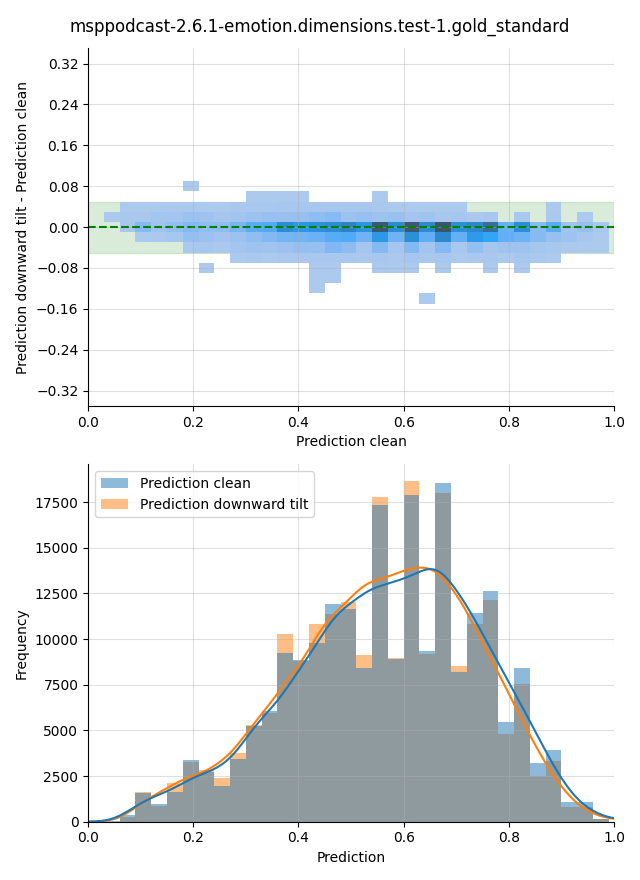 msppodcast-2.6.1-emotion.dimensions.test-1.gold_standard
0.32
0.24
0.16
0.08
0.00
−0.08
−0.16
−0.24
−0.32
Prediction downward tilt - Prediction clean
0.0 0.2 0.4 0.6 0.8 1.0
Prediction clean
Prediction clean
Prediction downward tilt
17500
15000
12500
10000
7500
5000
2500
0
Frequency
0.0 0.2 0.4 0.6 0.8 1.0
Prediction